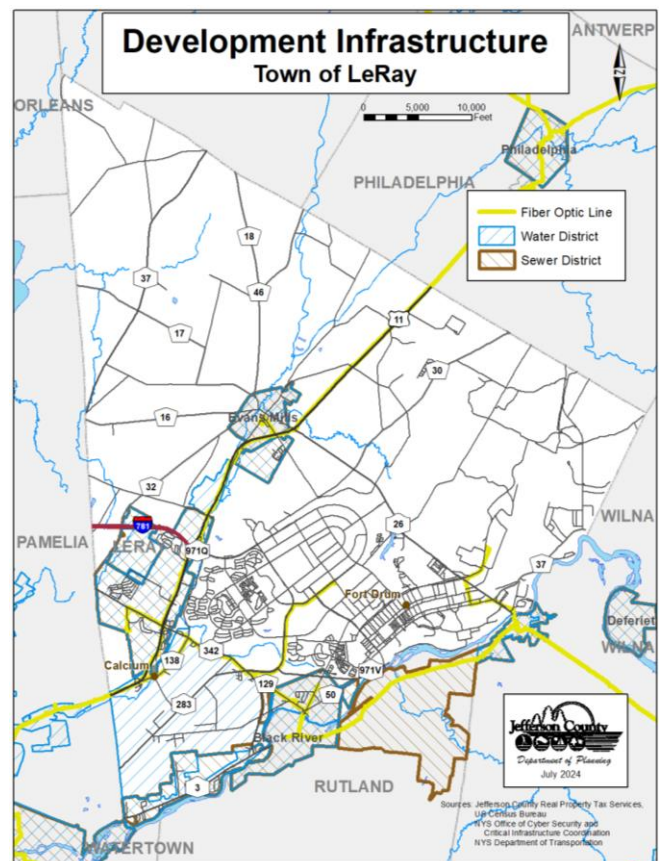 Development Infrastructure
Town of LeRay
ANTWERP
N
0 5,000 10,000
Feet
ORLEANS
Philadelphia
PHILADELPHIA
Fiber Optic Line
Water District
Sewer District
18
37
46
11
17
30
16
Evans Mills
32
26
781
WILNA
PAMELIA
LERAY
971Q
37
Fort Drum
Deferiet
WILNA
342
138
Calcium
971V
129
50
283
Black River
Jefferson County
Department of Planning
July 2024
3
RUTLAND
Sources: Jefferson County Real Property Tax Services,
US Census Bureau
NYS Office of Cyber Security and
Critical Infrastructure Coordination
NYS Department of Transportation
WATERTOWN